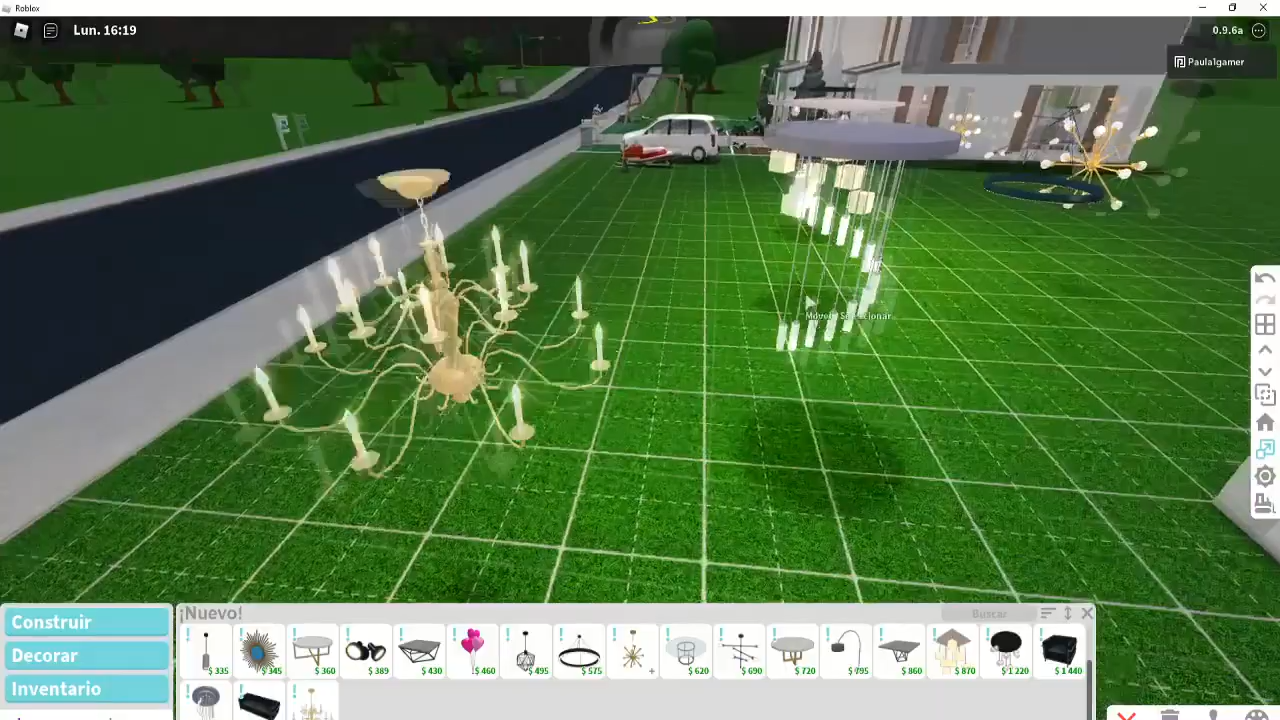 Roblox
Lun. 16:19
0.9.6a
Paulalgamer
¡Nuevo!
Buscar
Construir
Decorar
Inventario
$ 335
$ 345
$ 360
$ 389
$ 430
$ 460
$ 495
$ 575
+
$ 620
$ 690
$ 720
$ 795
$ 860
$ 870
$ 1 220
$ 1 440